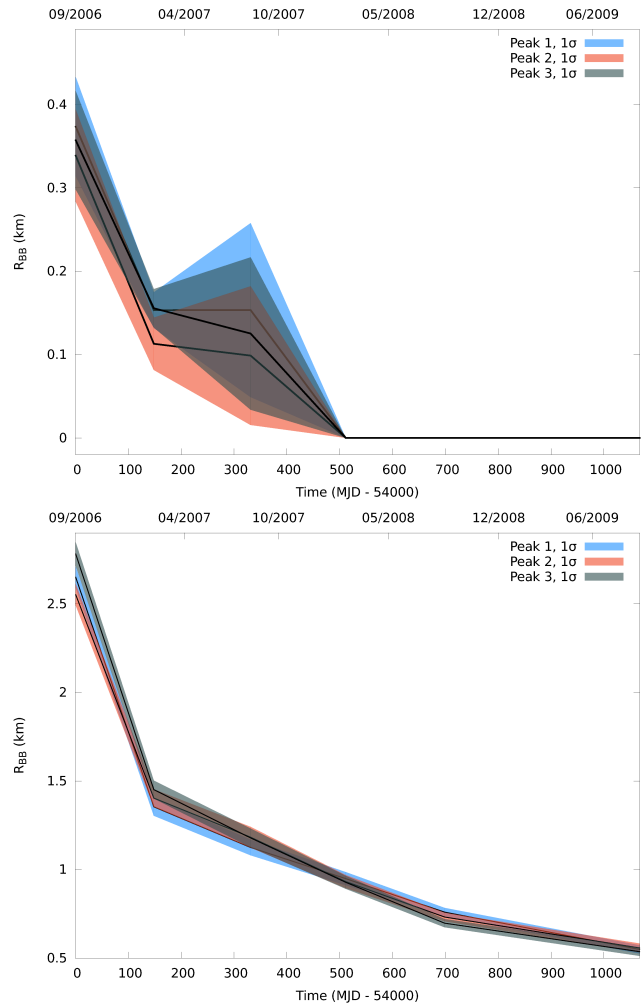 09/2006 04/2007 10/2007 05/2008 12/2008 06/2009
Peak 1, 1σ
Peak 2, 1σ
Peak 3, 1σ
0.4
0.3
0.2
0.1
0
R_BB (km)
0 100 200 300 400 500 600 700 800 900 1000
Time (MJD - 54000)
09/2006 04/2007 10/2007 05/2008 12/2008 06/2009
Peak 1, 1σ
Peak 2, 1σ
Peak 3, 1σ
2.5
2
1.5
1
0.5
R_BB (km)
0 100 200 300 400 500 600 700 800 900 1000
Time (MJD - 54000)